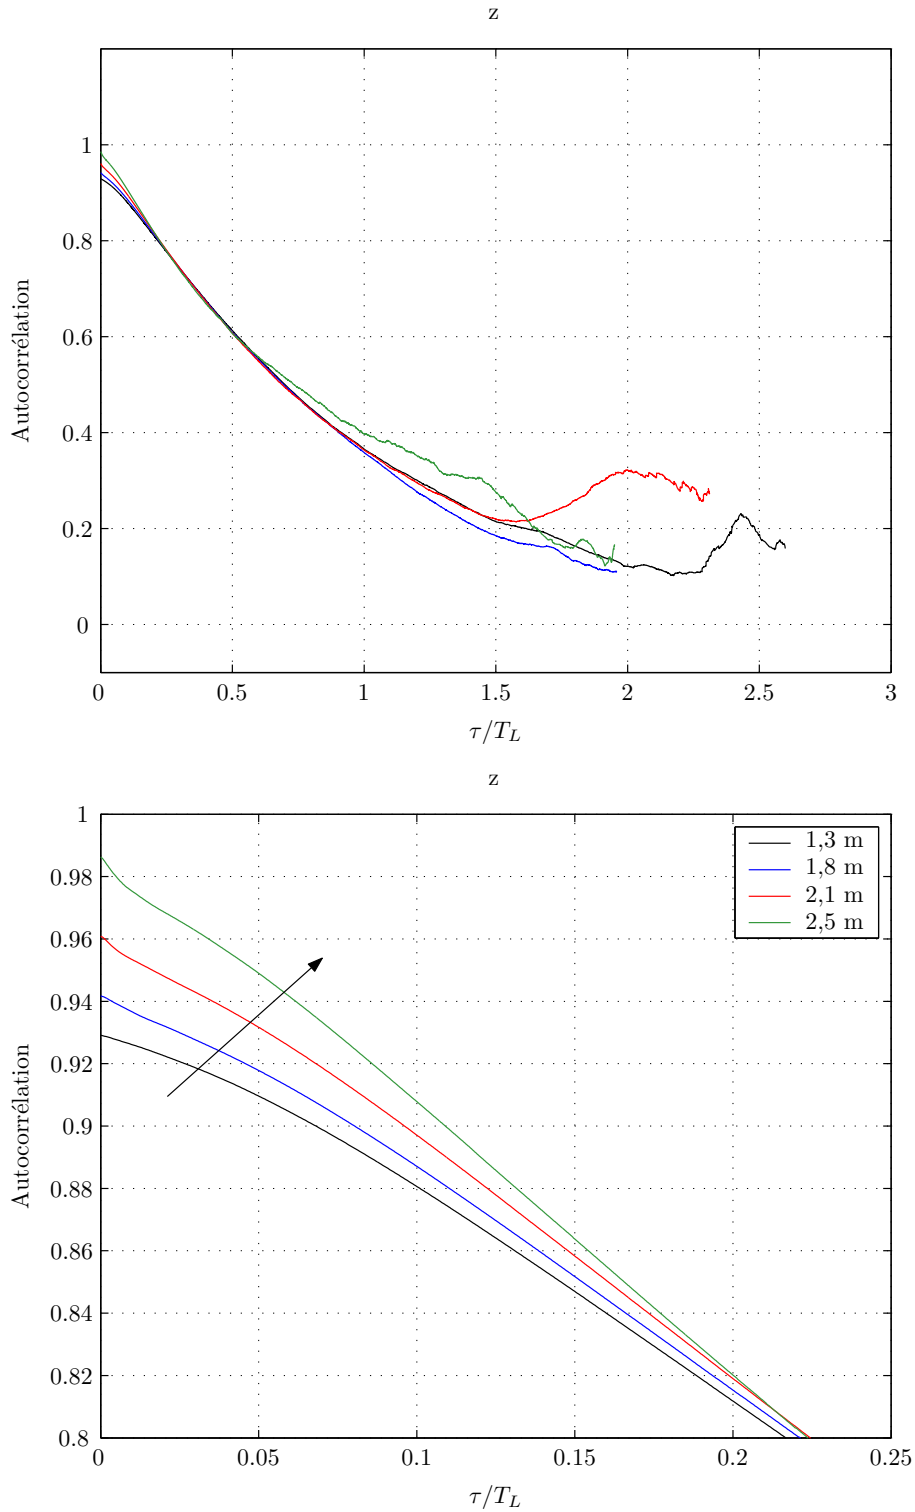 z
1
0.8
0.6
0.4
0.2
0
Autocorrélation
0 0.5 1 1.5 2 2.5 3
τ/T_L
z
1
0.98
0.96
0.94
0.92
0.9
0.88
0.86
0.84
0.82
0.8
Autocorrélation
1,3 m
1,8 m
2,1 m
2,5 m
0 0.05 0.1 0.15 0.2 0.25
τ/T_L